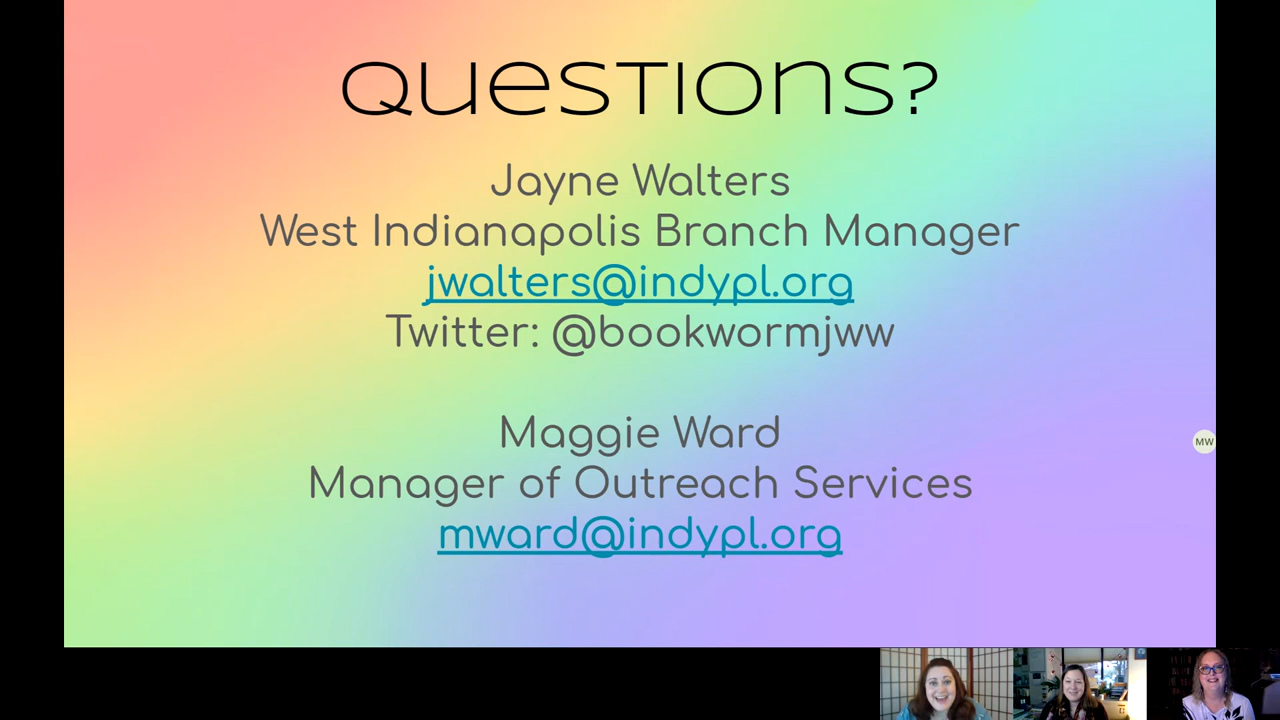 Questions?
Jayne Walters
West Indianapolis Branch Manager
jwalters@indypl.org
Twitter: @bookwormjww
Maggie Ward
Manager of Outreach Services
mward@indypl.org
MW